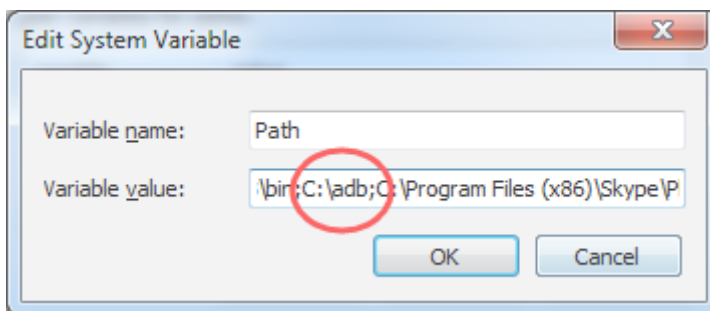 Edit System Variable
Variable name: Path
Variable value: \bin;C:\adb;C:\Program Files (x86)\Skype\P
OK Cancel